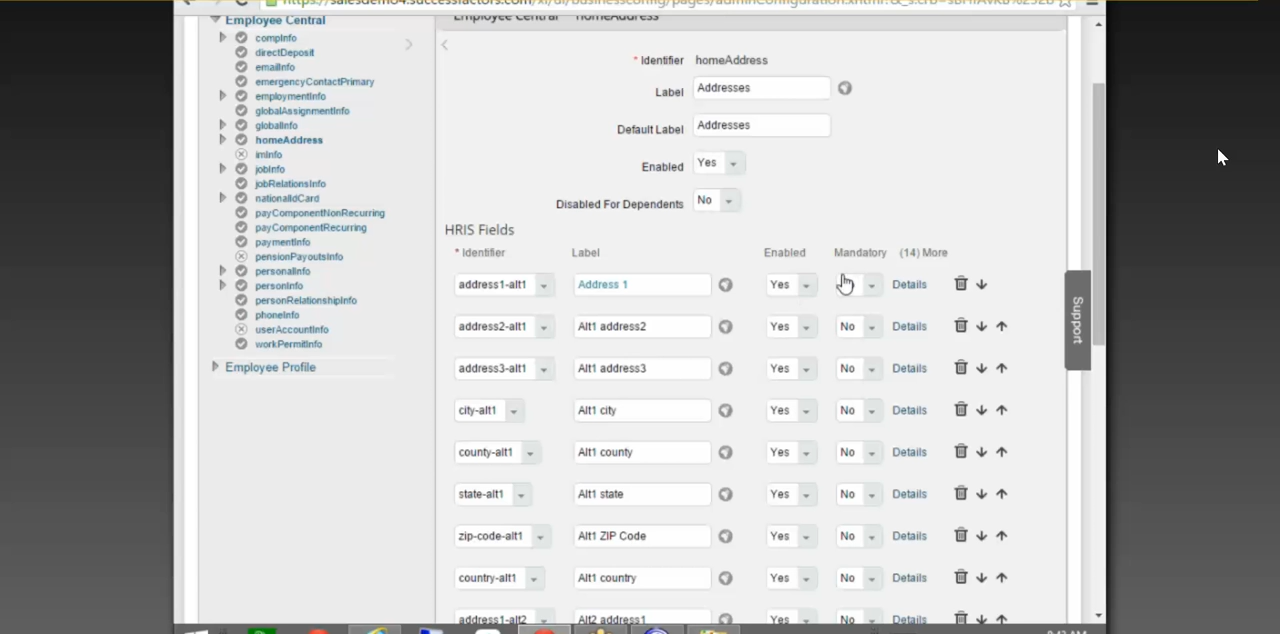 Employee Central
compInfo
directDeposit
emailInfo
emergencyContactPrimary
employmentInfo
globalAssignmentInfo
globalInfo
homeAddress
imInfo
jobInfo
jobRelationsInfo
nationalIdCard
payComponentNonRecurring
payComponentRecurring
paymentInfo
pensionPayoutsInfo
personalInfo
personInfo
personRelationshipInfo
phoneInfo
userAccountInfo
workPermitInfo
Employee Profile
Employee Central homeAddress
* Identifier homeAddress
Label Addresses
Default Label Addresses
Enabled Yes
Disabled For Dependents No
HRIS Fields
* Identifier Label Enabled Mandatory (14) More
address1-alt1 Address 1 Yes Details
address2-alt1 Alt1 address2 Yes No Details
address3-alt1 Alt1 address3 Yes No Details
city-alt1 Alt1 city Yes No Details
county-alt1 Alt1 county Yes No Details
state-alt1 Alt1 state Yes No Details
zip-code-alt1 Alt1 ZIP Code Yes No Details
country-alt1 Alt1 country Yes No Details
address1-alt2 Alt2 address1 Yes No Details
Support